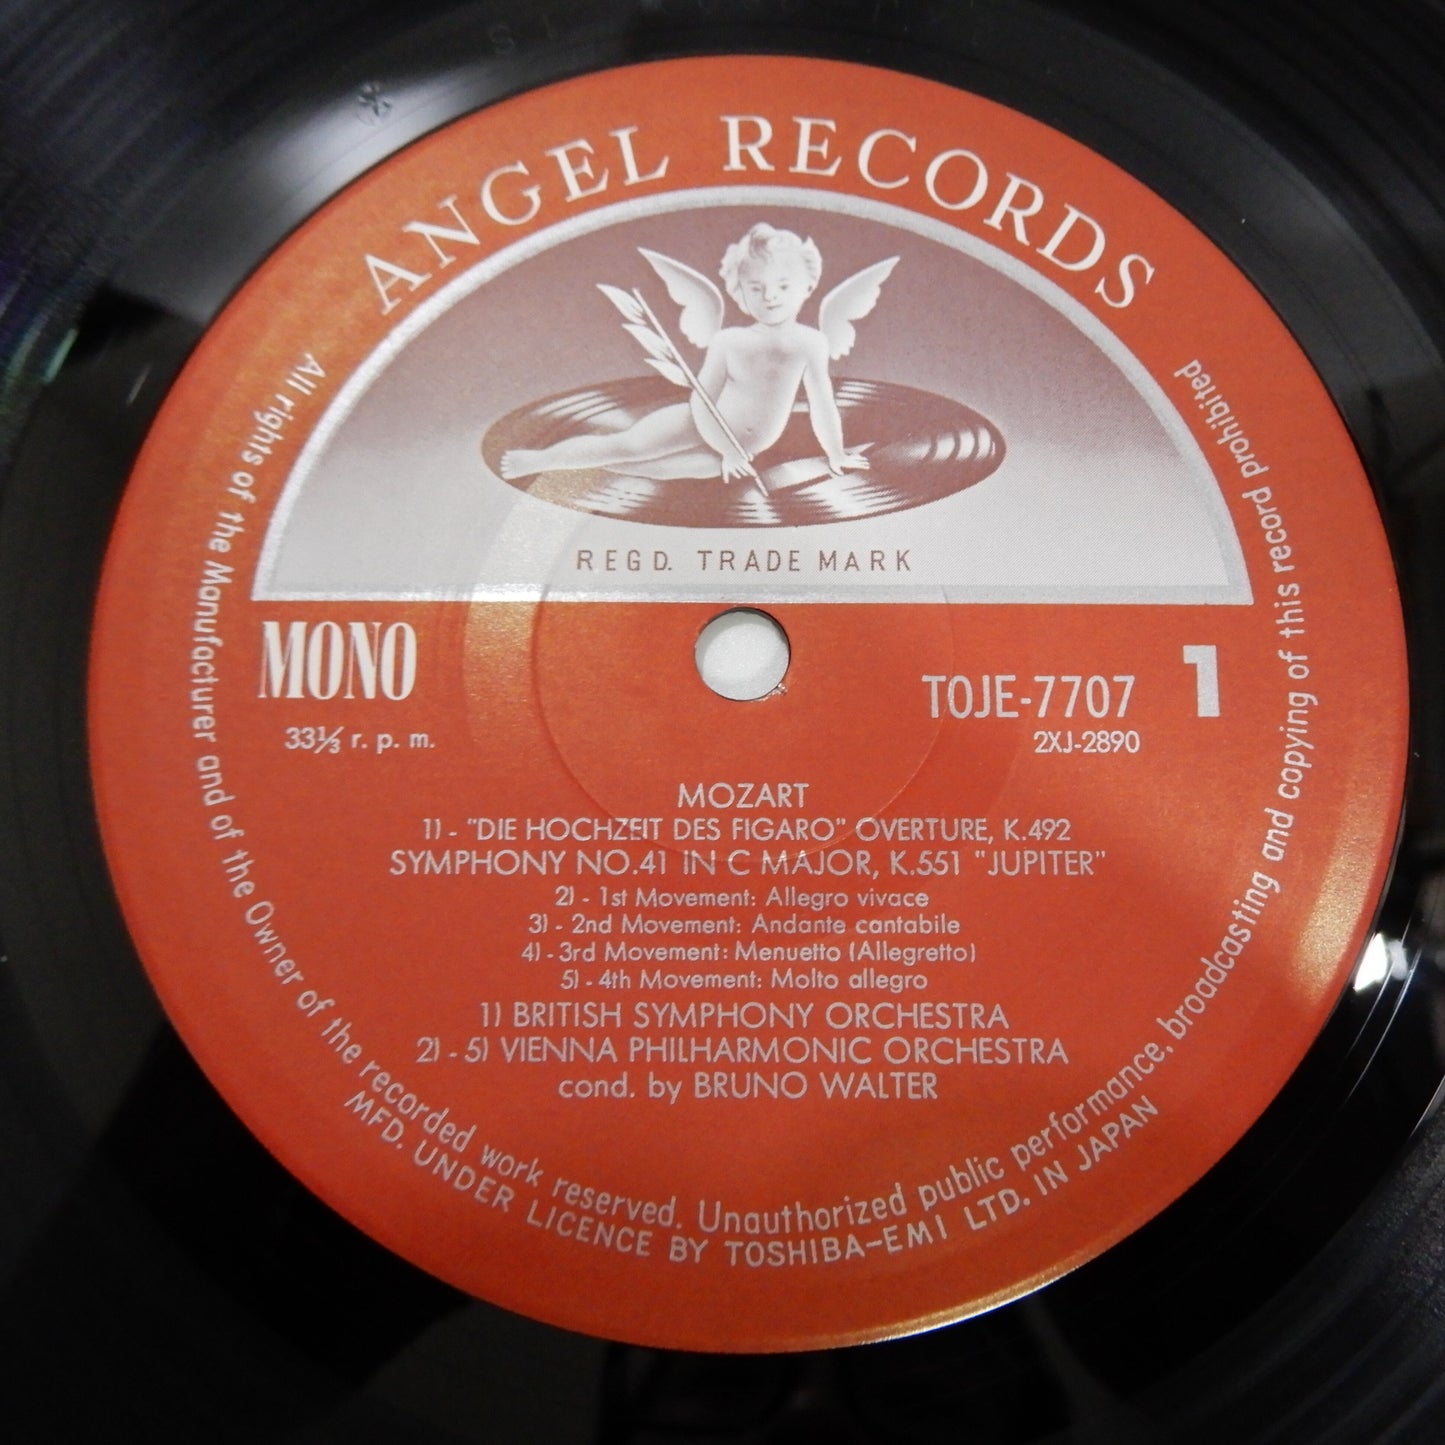 ANGEL RECORDS
REGD. TRADE MARK
MONO
33⅓ r. p. m.
TOJE-7707 1
2XJ-2890
MOZART
1) - "DIE HOCHZEIT DES FIGARO" OVERTURE, K.492
SYMPHONY NO.41 IN C MAJOR, K.551 "JUPITER"
2) - 1st Movement: Allegro vivace
3) - 2nd Movement: Andante cantabile
4) - 3rd Movement: Menuetto (Allegretto)
5) - 4th Movement: Molto allegro
1) BRITISH SYMPHONY ORCHESTRA
2) - 5) VIENNA PHILHARMONIC ORCHESTRA
cond. by BRUNO WALTER
All rights of the Manufacturer and of the Owner of the recorded work reserved. Unauthorized public performance, broadcasting and copying of this record prohibited
MFD. UNDER LICENCE BY TOSHIBA-EMI LTD. IN JAPAN